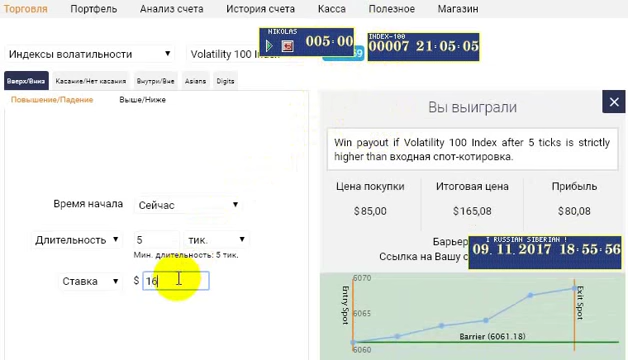 Торговля Портфель Анализ счета История счета Касса Полезное Магазин
NIKOLAS
005:00
INDEX-100
00007 21:05:05
Индексы волатильности
Volatility 100
Вверх/Вниз Касание/Нет касания Внутри/Вне Asians Digits
Повышение/Падение Выше/Ниже
Время начала Сейчас
Длительность 5 тик.
Мин. длительность: 5 тик.
Ставка $ 16
Вы выиграли
Win payout if Volatility 100 Index after 5 ticks is strictly
higher than входная спот-котировка.
Цена покупки Итоговая цена Прибыль
$85,00 $165,08 $80,08
Барьер
I RUSSIAN SIBERIAN !
09.11.2017 18:55:56
Ссылка на Вашу
6070
6065
6060
Entry Spot
Exit Spot
Barrier (6061.18)